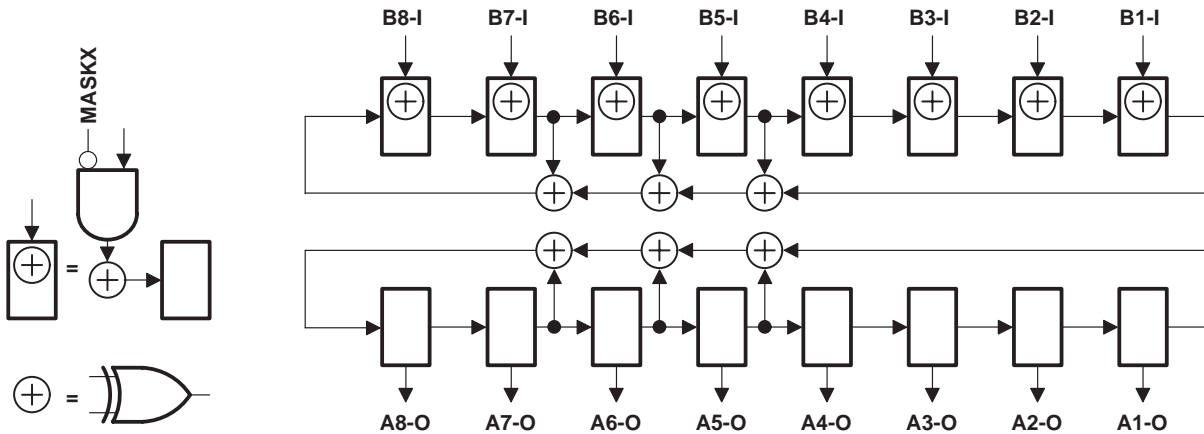 B8-I B7-I B6-I B5-I B4-I B3-I B2-I B1-I
MASKX
=
=
A8-O A7-O A6-O A5-O A4-O A3-O A2-O A1-O